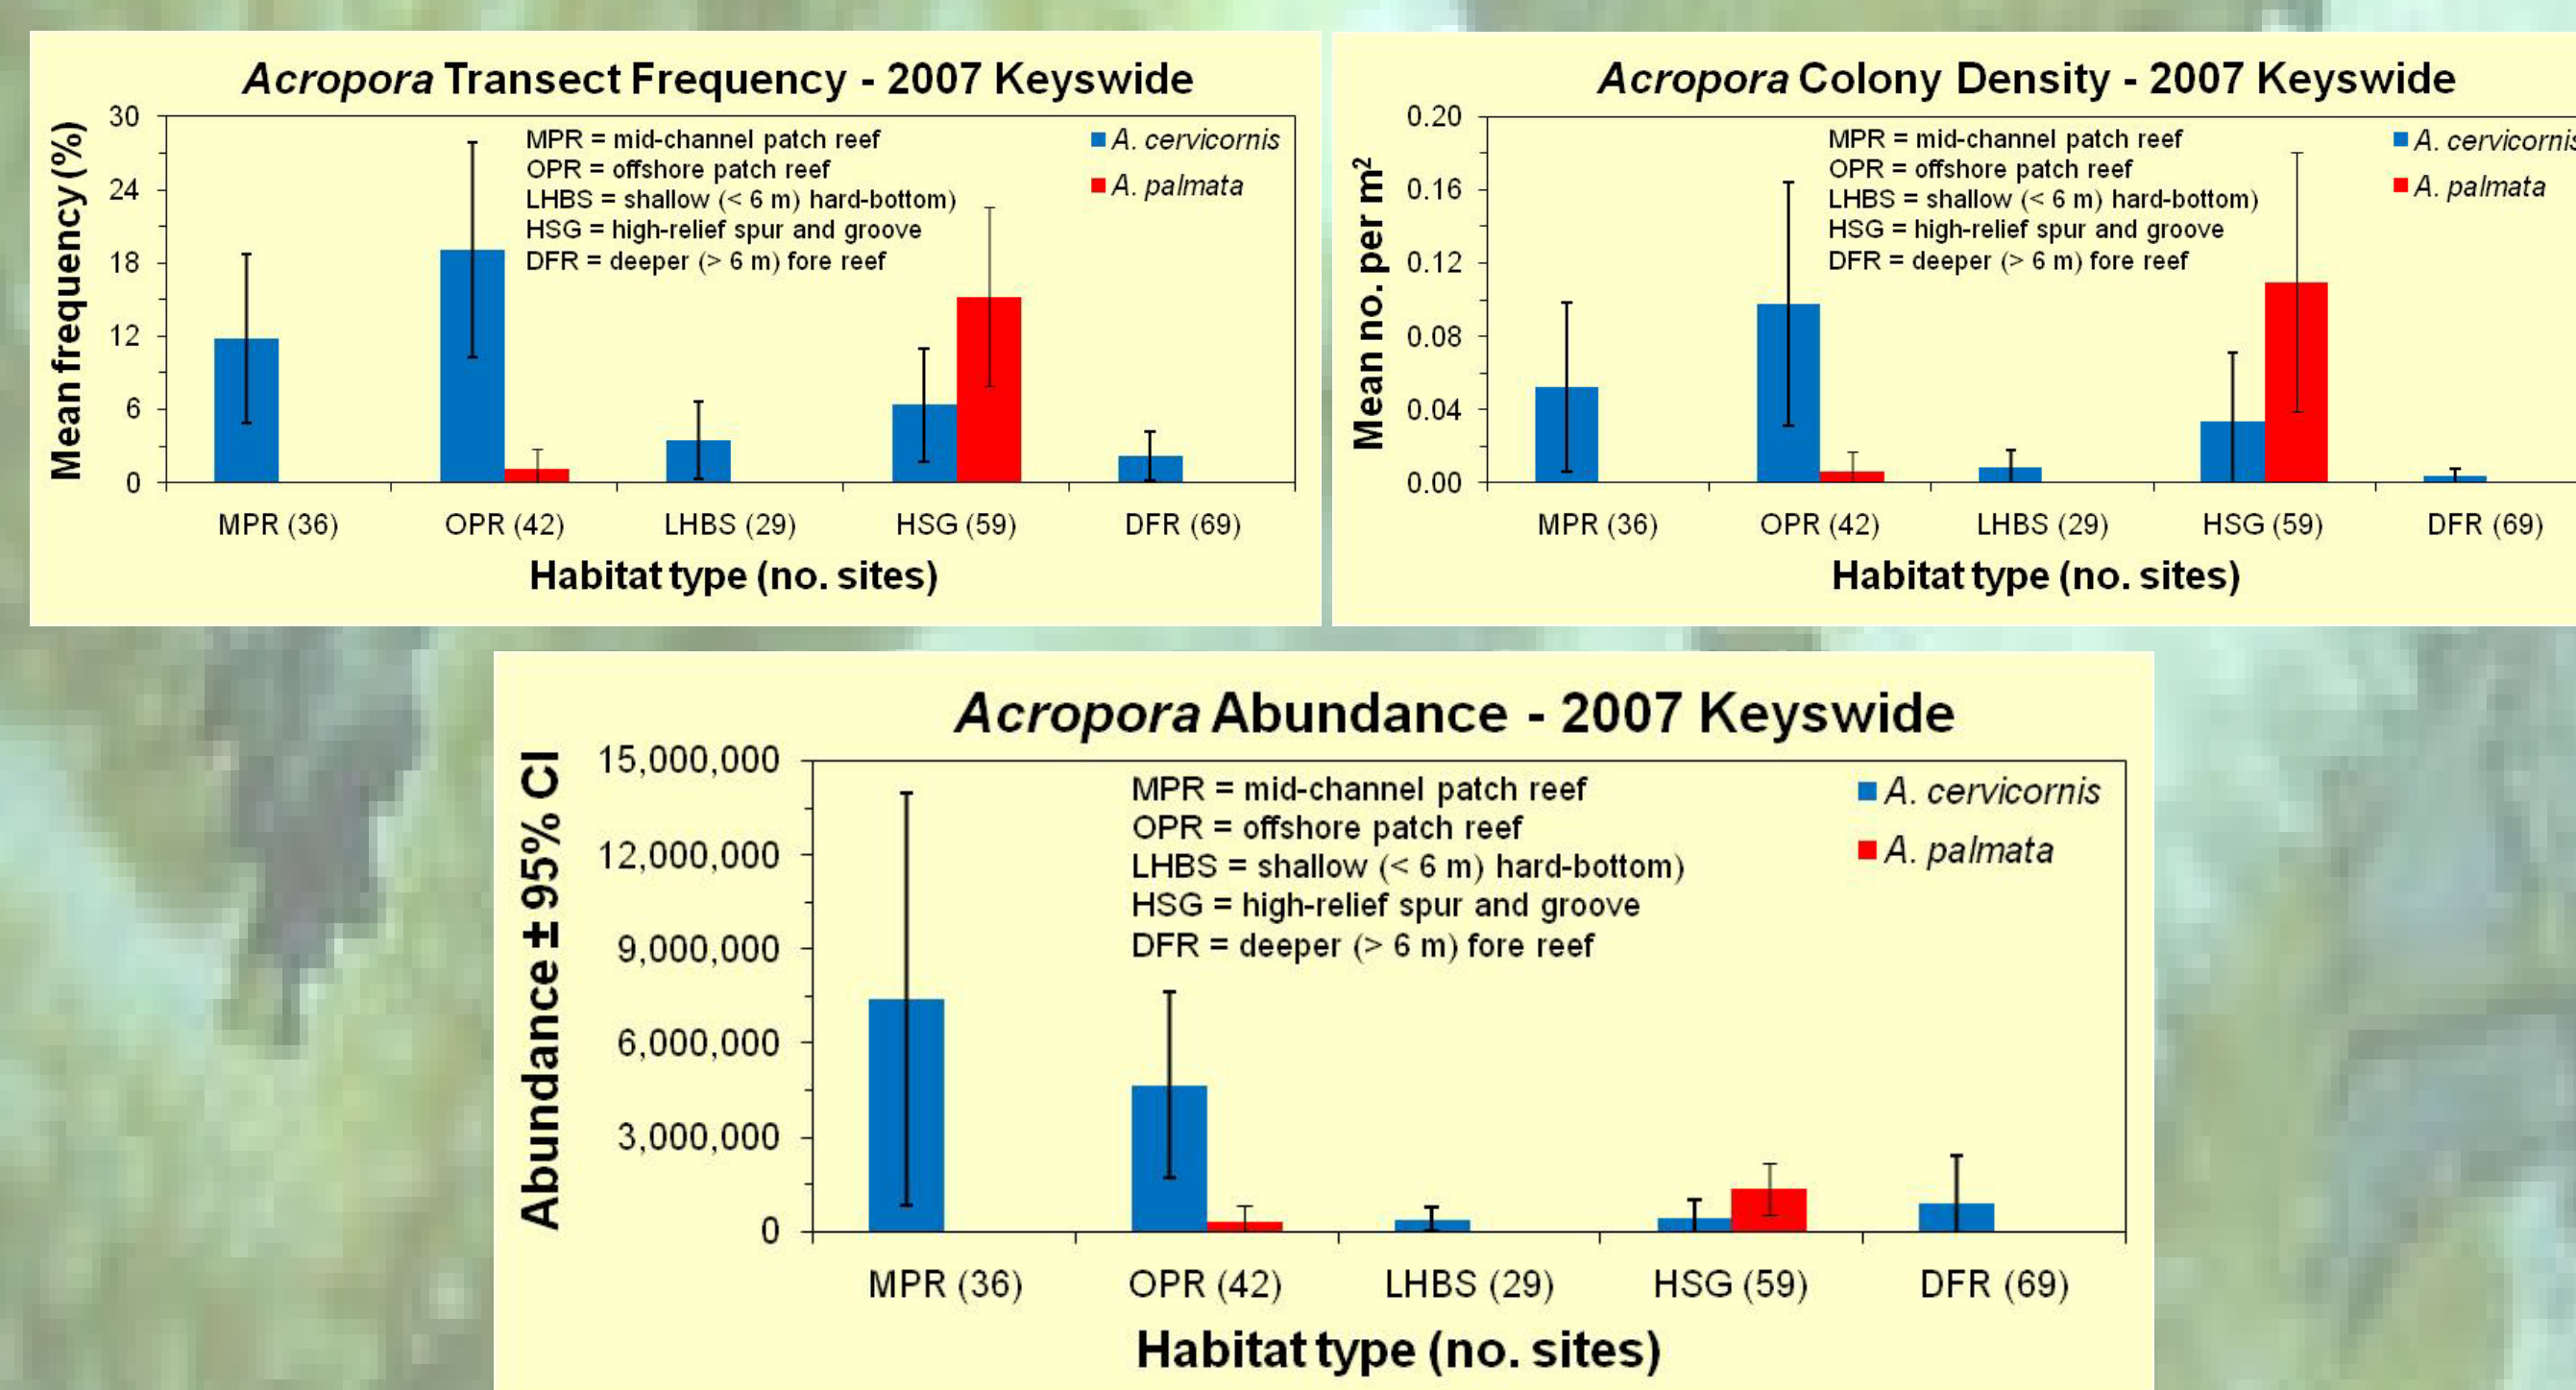 Acropora Transect Frequency - 2007 Keyswide
Mean frequency (%)
30
24
18
12
6
0
MPR = mid-channel patch reef
OPR = offshore patch reef
LHBS = shallow (< 6 m) hard-bottom)
HSG = high-relief spur and groove
DFR = deeper (> 6 m) fore reef
A. cervicornis
A. palmata
MPR (36) OPR (42) LHBS (29) HSG (59) DFR (69)
Habitat type (no. sites)
Acropora Colony Density - 2007 Keyswide
Mean no. per m²
0.20
0.16
0.12
0.08
0.04
0.00
MPR = mid-channel patch reef
OPR = offshore patch reef
LHBS = shallow (< 6 m) hard-bottom)
HSG = high-relief spur and groove
DFR = deeper (> 6 m) fore reef
A. cervicornis
A. palmata
MPR (36) OPR (42) LHBS (29) HSG (59) DFR (69)
Habitat type (no. sites)
Acropora Abundance - 2007 Keyswide
Abundance ± 95% CI
15,000,000
12,000,000
9,000,000
6,000,000
3,000,000
0
MPR = mid-channel patch reef
OPR = offshore patch reef
LHBS = shallow (< 6 m) hard-bottom)
HSG = high-relief spur and groove
DFR = deeper (> 6 m) fore reef
A. cervicornis
A. palmata
MPR (36) OPR (42) LHBS (29) HSG (59) DFR (69)
Habitat type (no. sites)